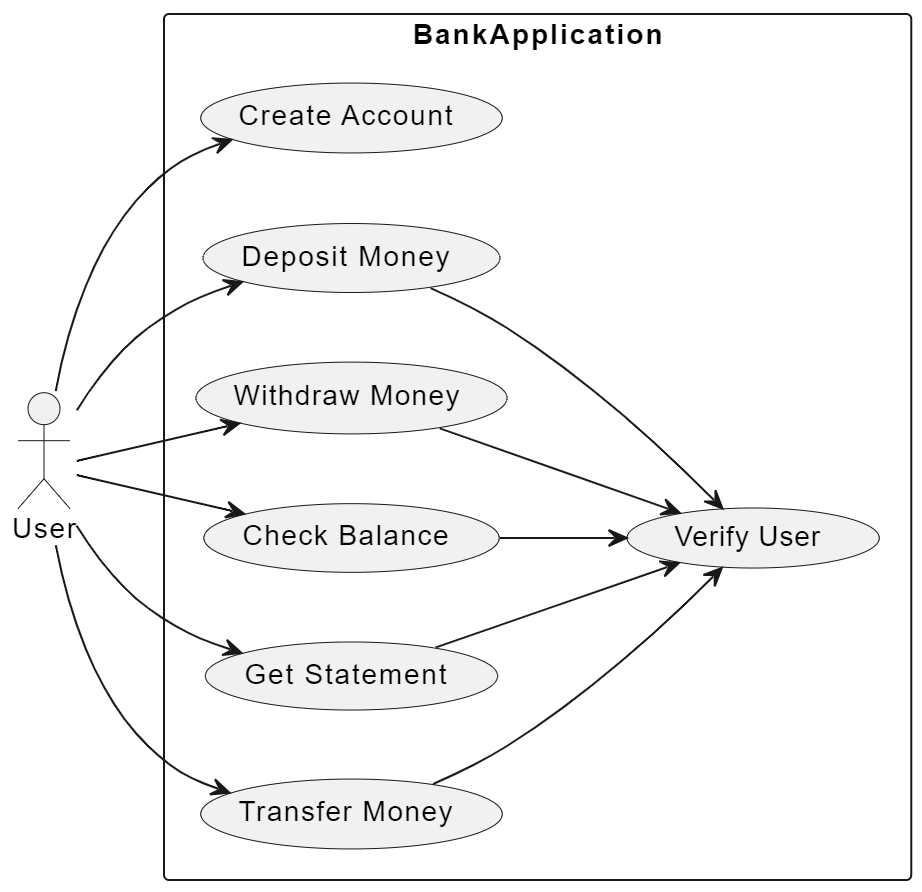 BankApplication
Create Account
Deposit Money
Withdraw Money
Check Balance
Verify User
User
Get Statement
Transfer Money